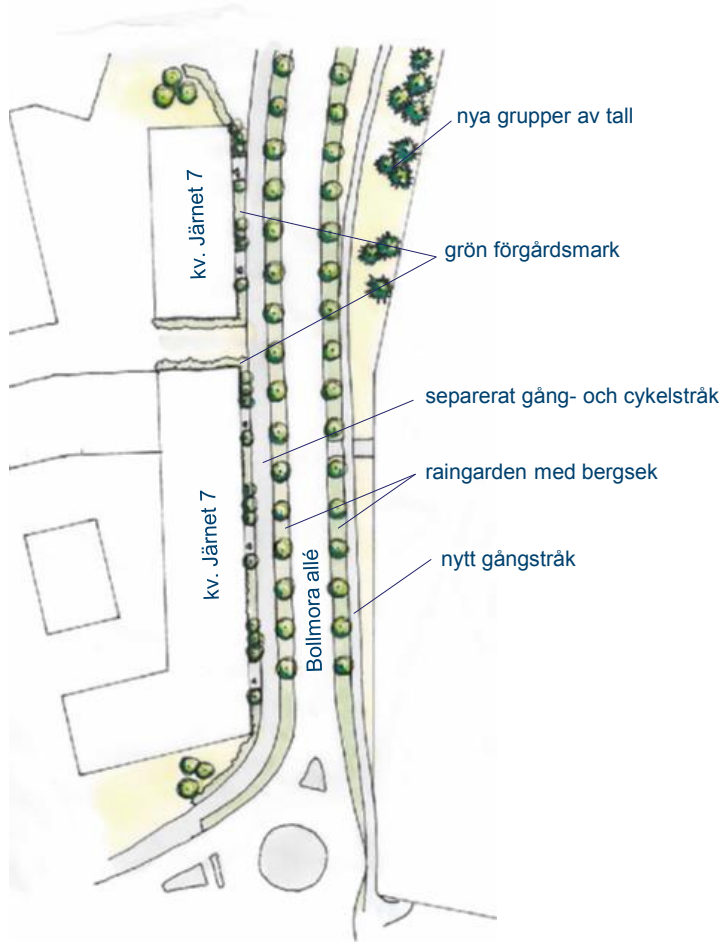 nya grupper av tall
kv. Järnet 7
grön förgårdsmark
separerat gång- och cykelstråk
raingarden med bergsek
kv. Järnet 7
Bollmora allé
nytt gångstråk